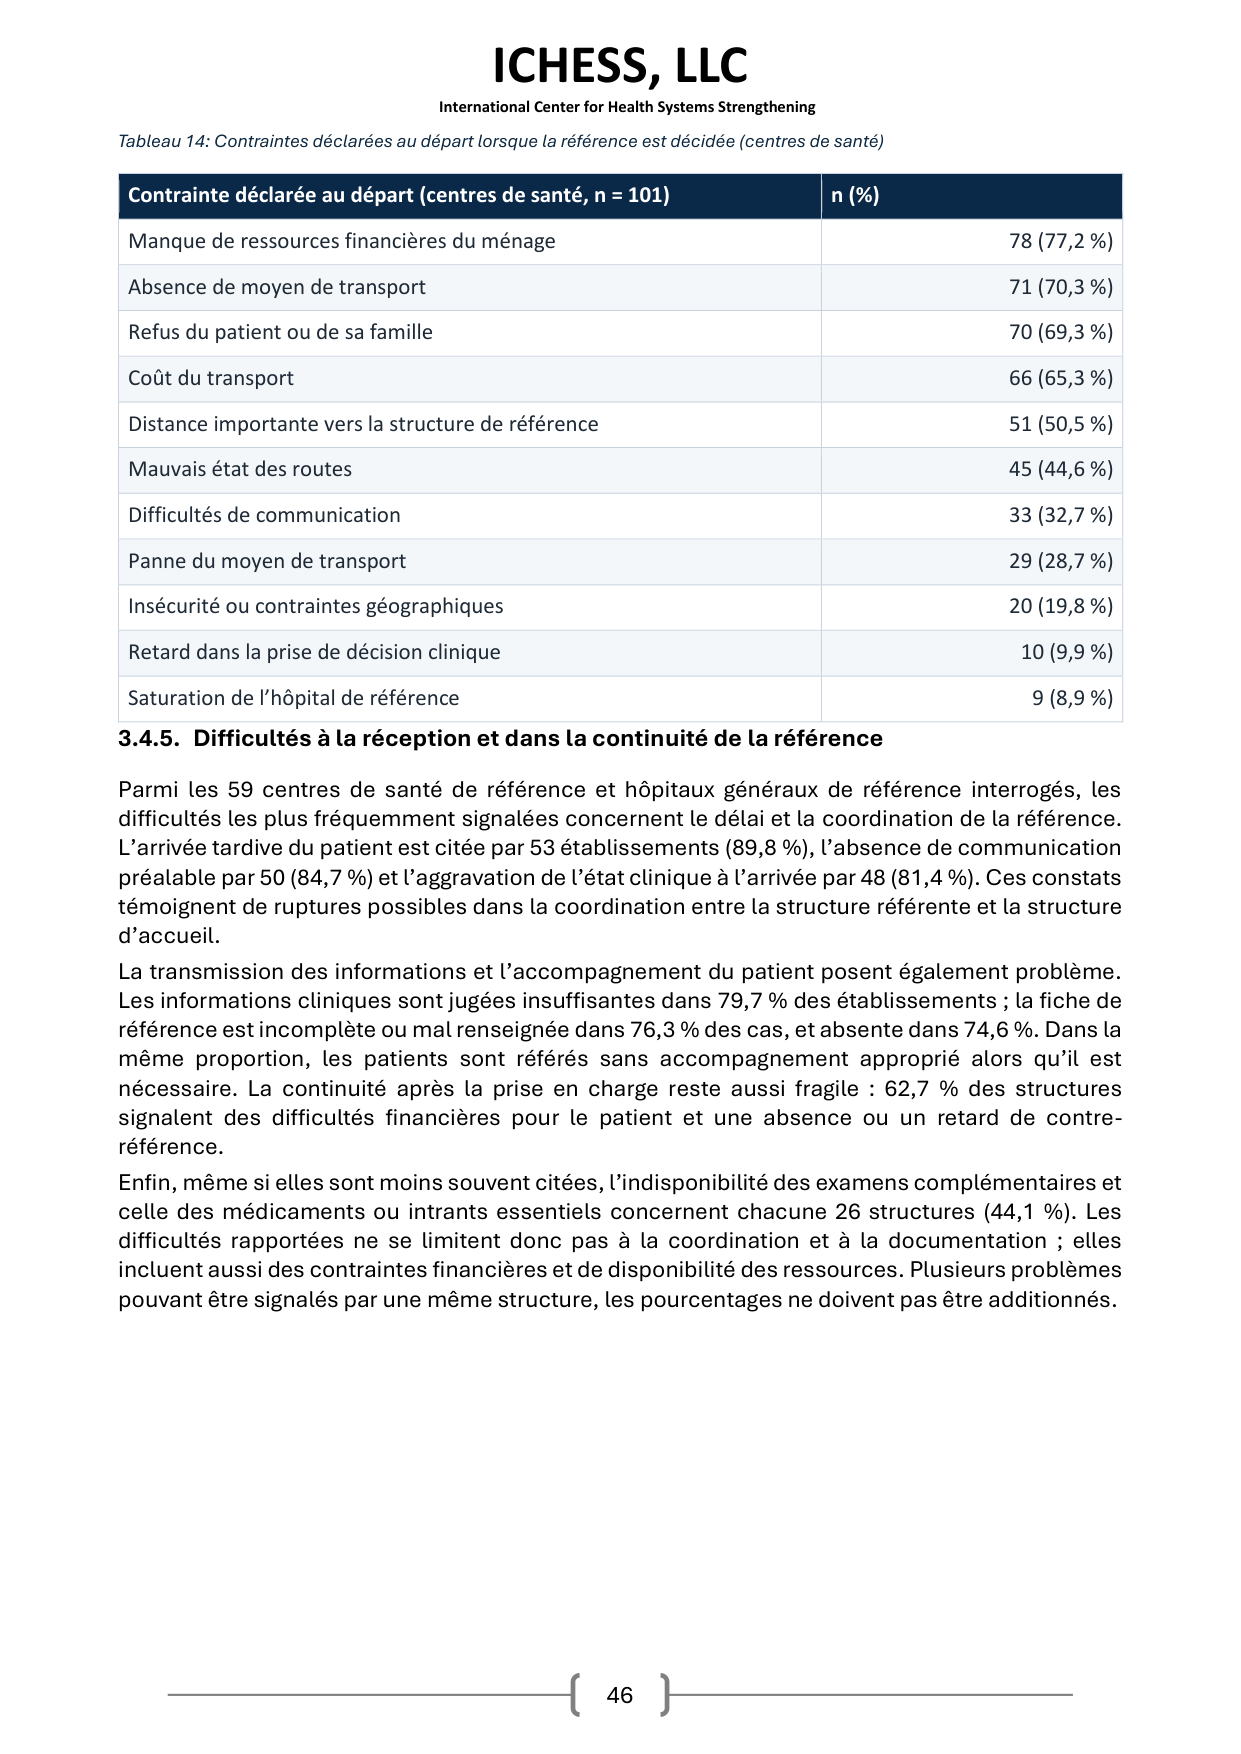 ICHESS, LLC
International Center for Health Systems Strengthening
Tableau 14: Contraintes déclarées au départ lorsque la référence est décidée (centres de santé)
Contrainte déclarée au départ (centres de santé, n = 101) n (%)
Manque de ressources financières du ménage 78 (77,2 %)
Absence de moyen de transport 71 (70,3 %)
Refus du patient ou de sa famille 70 (69,3 %)
Coût du transport 66 (65,3 %)
Distance importante vers la structure de référence 51 (50,5 %)
Mauvais état des routes 45 (44,6 %)
Difficultés de communication 33 (32,7 %)
Panne du moyen de transport 29 (28,7 %)
Insécurité ou contraintes géographiques 20 (19,8 %)
Retard dans la prise de décision clinique 10 (9,9 %)
Saturation de l’hôpital de référence 9 (8,9 %)
3.4.5. Difficultés à la réception et dans la continuité de la référence
Parmi les 59 centres de santé de référence et hôpitaux généraux de référence interrogés, les
difficultés les plus fréquemment signalées concernent le délai et la coordination de la référence.
L’arrivée tardive du patient est citée par 53 établissements (89,8 %), l’absence de communication
préalable par 50 (84,7 %) et l’aggravation de l’état clinique à l’arrivée par 48 (81,4 %). Ces constats
témoignent de ruptures possibles dans la coordination entre la structure référente et la structure
d’accueil.
La transmission des informations et l’accompagnement du patient posent également problème.
Les informations cliniques sont jugées insuffisantes dans 79,7 % des établissements ; la fiche de
référence est incomplète ou mal renseignée dans 76,3 % des cas, et absente dans 74,6 %. Dans la
même proportion, les patients sont référés sans accompagnement approprié alors qu’il est
nécessaire. La continuité après la prise en charge reste aussi fragile : 62,7 % des structures
signalent des difficultés financières pour le patient et une absence ou un retard de contre-
référence.
Enfin, même si elles sont moins souvent citées, l’indisponibilité des examens complémentaires et
celle des médicaments ou intrants essentiels concernent chacune 26 structures (44,1 %). Les
difficultés rapportées ne se limitent donc pas à la coordination et à la documentation ; elles
incluent aussi des contraintes financières et de disponibilité des ressources. Plusieurs problèmes
pouvant être signalés par une même structure, les pourcentages ne doivent pas être additionnés.
46